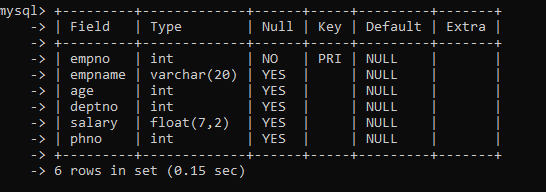 mysql> +---------+-------------+------+-----+---------+-------+
    -> | Field   | Type        | Null | Key | Default | Extra |
    -> +---------+-------------+------+-----+---------+-------+
    -> | empno   | int         | NO   | PRI | NULL    |       |
    -> | empname | varchar(20) | YES  |     | NULL    |       |
    -> | age     | int         | YES  |     | NULL    |       |
    -> | deptno  | int         | YES  |     | NULL    |       |
    -> | salary  | float(7,2)  | YES  |     | NULL    |       |
    -> | phno    | int         | YES  |     | NULL    |       |
    -> +---------+-------------+------+-----+---------+-------+
    -> 6 rows in set (0.15 sec)